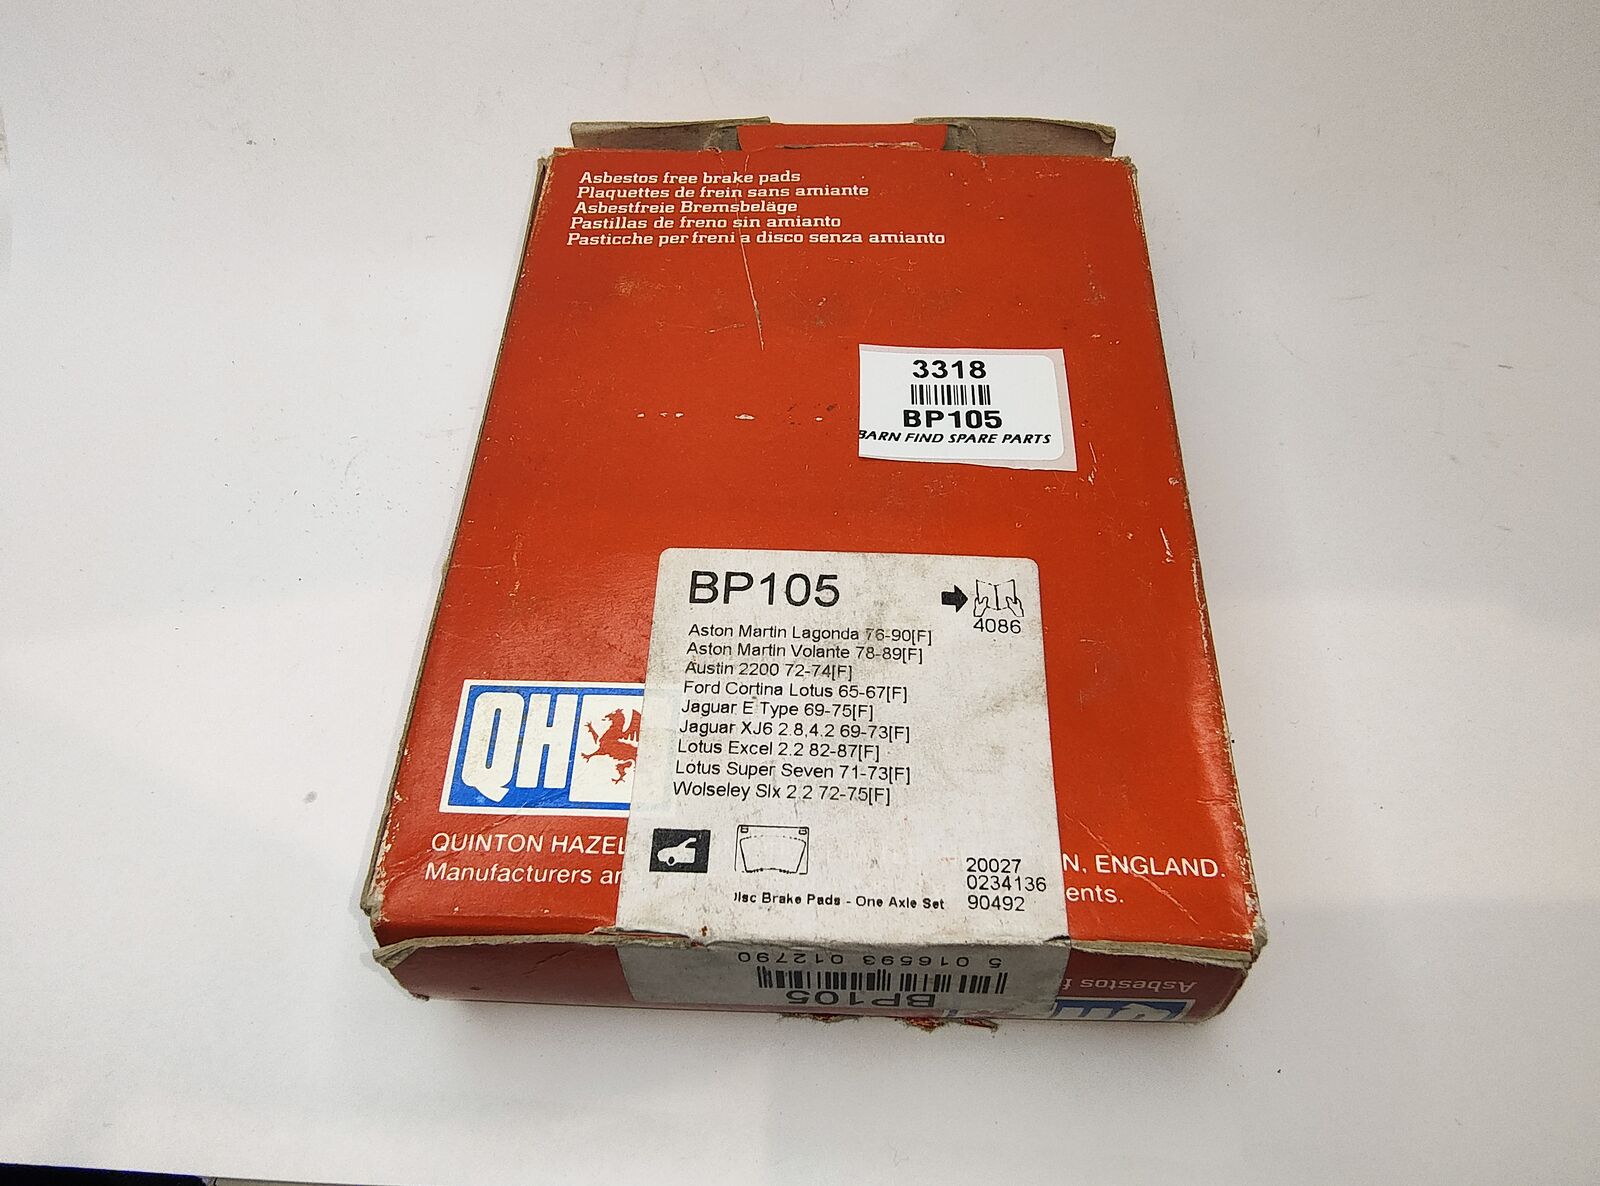 Asbestos free brake pads
Plaquettes de frein sans amiante
Asbestfreie Bremsbeläge
Pastillas de freno sin amianto
Pasticche per freni a disco senza amianto
3318
BP105
BARN FIND SPARE PARTS
BP105
4086
Aston Martin Lagonda 76-90[F]
Aston Martin Volante 78-89[F]
Austin 2200 72-74[F]
Ford Cortina Lotus 65-67[F]
Jaguar E Type 69-75[F]
Jaguar XJ6 2.8,4.2 69-73[F]
Lotus Excel 2.2 82-87[F]
Lotus Super Seven 71-73[F]
Wolseley Six 2.2 72-75[F]
QH
QUINTON HAZEL N, ENGLAND.
Manufacturers ents.
20027
0234136
90492
Disc Brake Pads - One Axle Set
5 016593 012790
BP105
Asbestos
QH